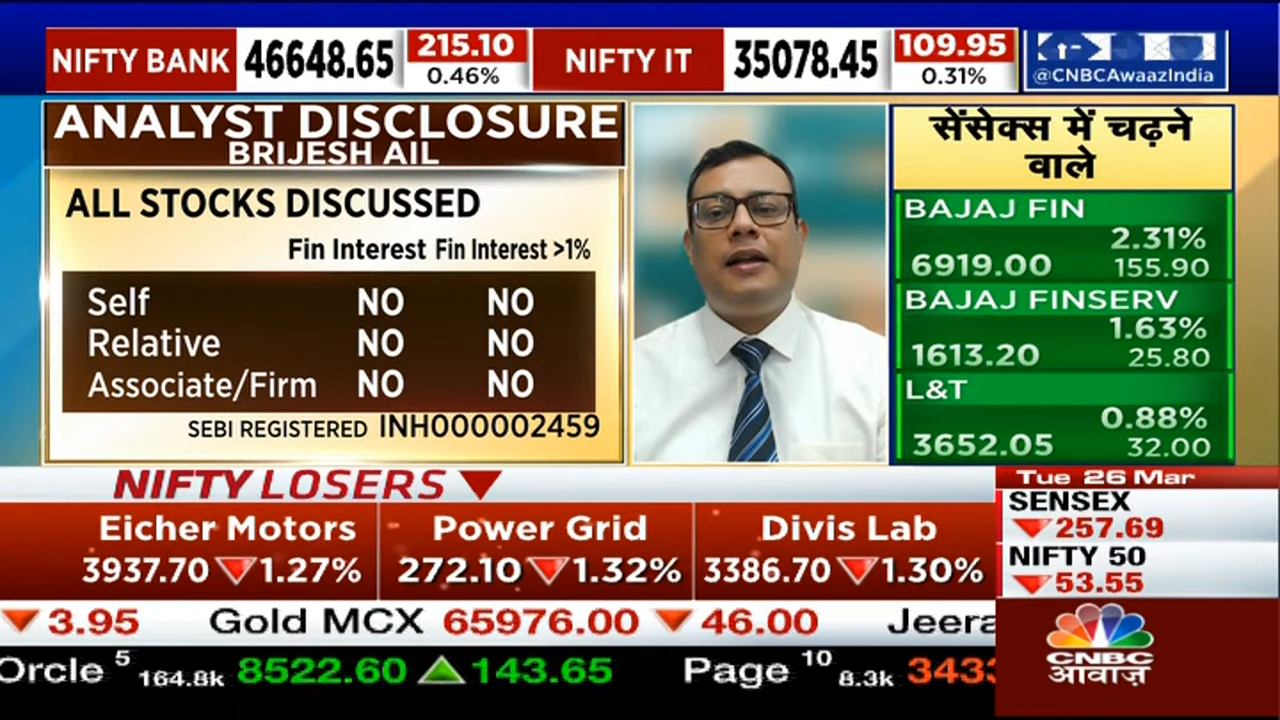 NIFTY BANK 46648.65 215.10 0.46% NIFTY IT 35078.45 109.95 0.31%
@CNBCAwaazIndia
ANALYST DISCLOSURE
BRIJESH AIL
ALL STOCKS DISCUSSED
Fin Interest Fin Interest >1%
Self NO NO
Relative NO NO
Associate/Firm NO NO
SEBI REGISTERED INH000002459
सेंसेक्स में चढ़ने
वाले
BAJAJ FIN
2.31%
6919.00 155.90
BAJAJ FINSERV
1.63%
1613.20 25.80
L&T
0.88%
3652.05 32.00
NIFTY LOSERS
Eicher Motors Power Grid Divis Lab
3937.70 1.27% 272.10 1.32% 3386.70 1.30%
Tue 26 Mar
SENSEX
257.69
NIFTY 50
53.55
3.95 Gold MCX 65976.00 46.00 Jeera
Orcle 5 164.8k 8522.60 143.65 Page 10 8.3k 3433
CNBC
आवाज़